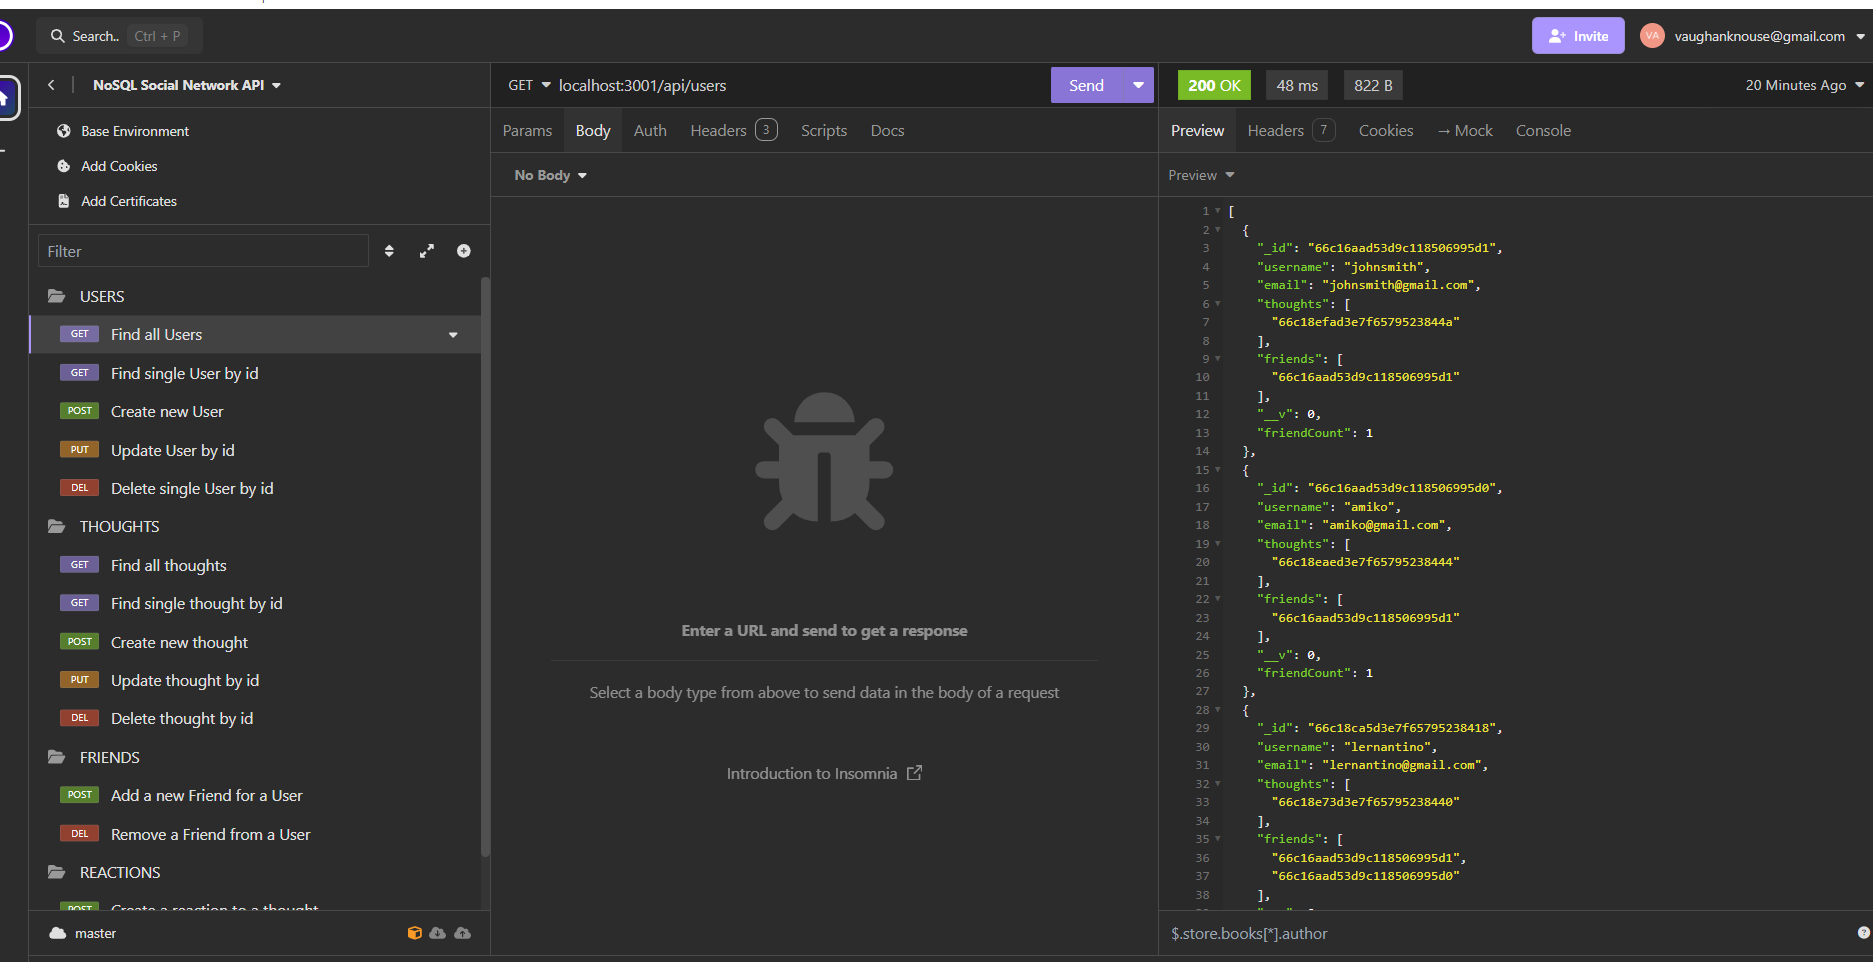 Search.. Ctrl + P
Invite
VA vaughanknouse@gmail.com
NoSQL Social Network API
Base Environment
Add Cookies
Add Certificates
Filter
USERS
GET Find all Users
GET Find single User by id
POST Create new User
PUT Update User by id
DEL Delete single User by id
THOUGHTS
GET Find all thoughts
GET Find single thought by id
POST Create new thought
PUT Update thought by id
DEL Delete thought by id
FRIENDS
POST Add a new Friend for a User
DEL Remove a Friend from a User
REACTIONS
POST Create a reaction to a thought
master
GET localhost:3001/api/users Send
Params Body Auth Headers 3 Scripts Docs
No Body
Enter a URL and send to get a response
Select a body type from above to send data in the body of a request
Introduction to Insomnia
200 OK 48 ms 822 B 20 Minutes Ago
Preview Headers 7 Cookies → Mock Console
Preview
1 [
2 {
3 "_id": "66c16aad53d9c118506995d1",
4 "username": "johnsmith",
5 "email": "johnsmith@gmail.com",
6 "thoughts": [
7 "66c18efad3e7f6579523844a"
8 ],
9 "friends": [
10 "66c16aad53d9c118506995d1"
11 ],
12 "__v": 0,
13 "friendCount": 1
14 },
15 {
16 "_id": "66c16aad53d9c118506995d0",
17 "username": "amiko",
18 "email": "amiko@gmail.com",
19 "thoughts": [
20 "66c18eaed3e7f65795238444"
21 ],
22 "friends": [
23 "66c16aad53d9c118506995d1"
24 ],
25 "__v": 0,
26 "friendCount": 1
27 },
28 {
29 "_id": "66c18ca5d3e7f65795238418",
30 "username": "lernantino",
31 "email": "lernantino@gmail.com",
32 "thoughts": [
33 "66c18e73d3e7f65795238440"
34 ],
35 "friends": [
36 "66c16aad53d9c118506995d1",
37 "66c16aad53d9c118506995d0"
38 ],
$.store.books[*].author